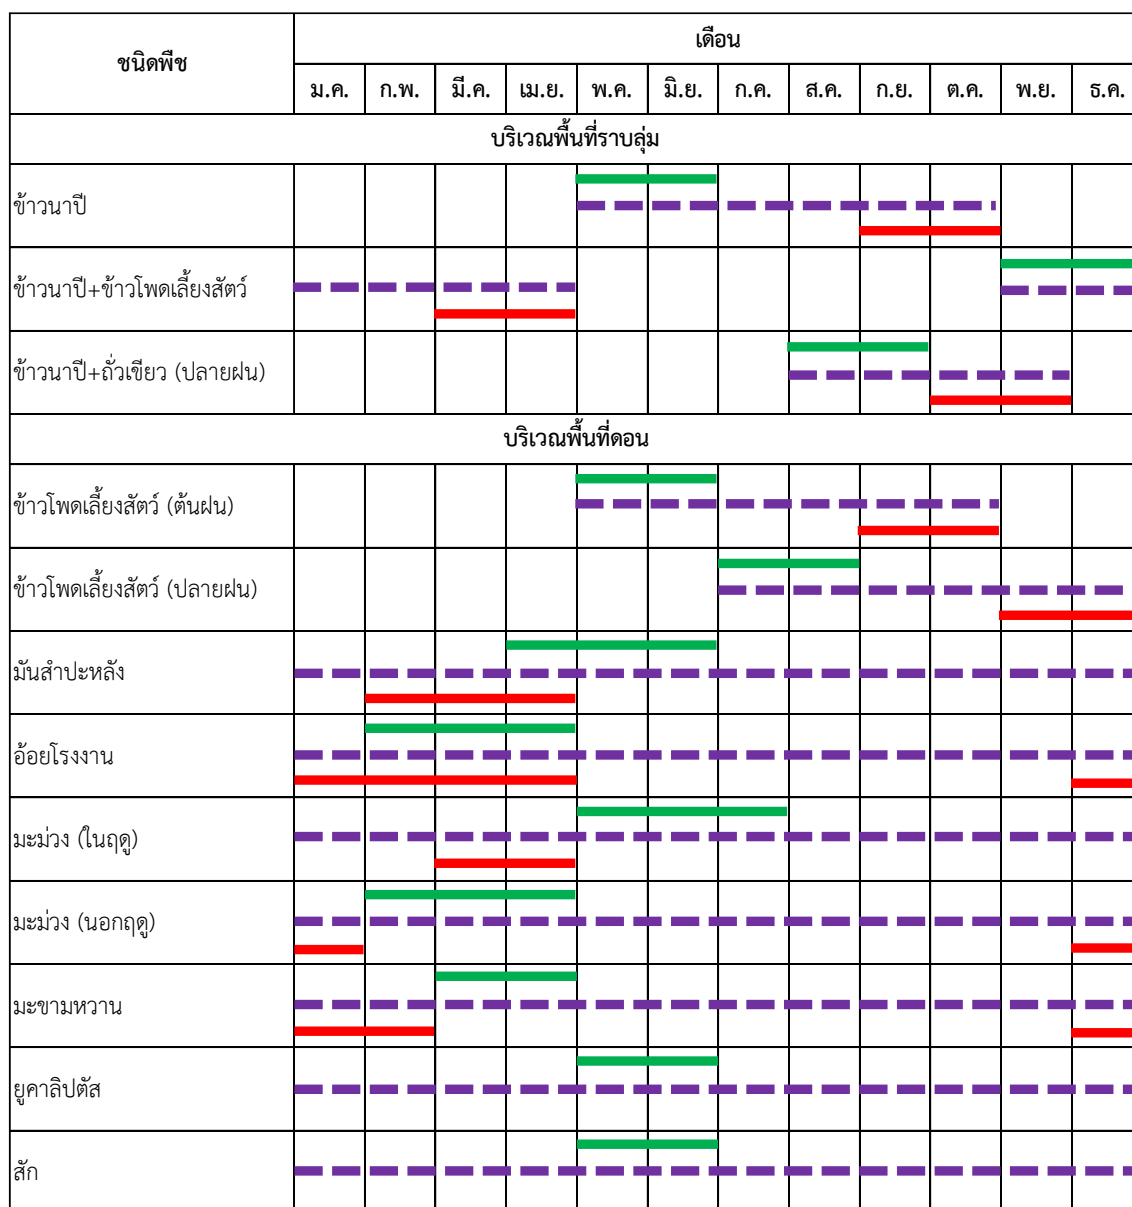 ชนิดพืช
เดือน
ม.ค. ก.พ. มี.ค. เม.ย. พ.ค. มิ.ย. ก.ค. ส.ค. ก.ย. ต.ค. พ.ย. ธ.ค.
บริเวณพื้นที่ราบลุ่ม
ข้าวนาปี
ข้าวนาปี+ข้าวโพดเลี้ยงสัตว์
ข้าวนาปี+ถั่วเขียว (ปลายฝน)
บริเวณพื้นที่ดอน
ข้าวโพดเลี้ยงสัตว์ (ต้นฝน)
ข้าวโพดเลี้ยงสัตว์ (ปลายฝน)
มันสำปะหลัง
อ้อยโรงงาน
มะม่วง (ในฤดู)
มะม่วง (นอกฤดู)
มะขามหวาน
ยูคาลิปตัส
สัก